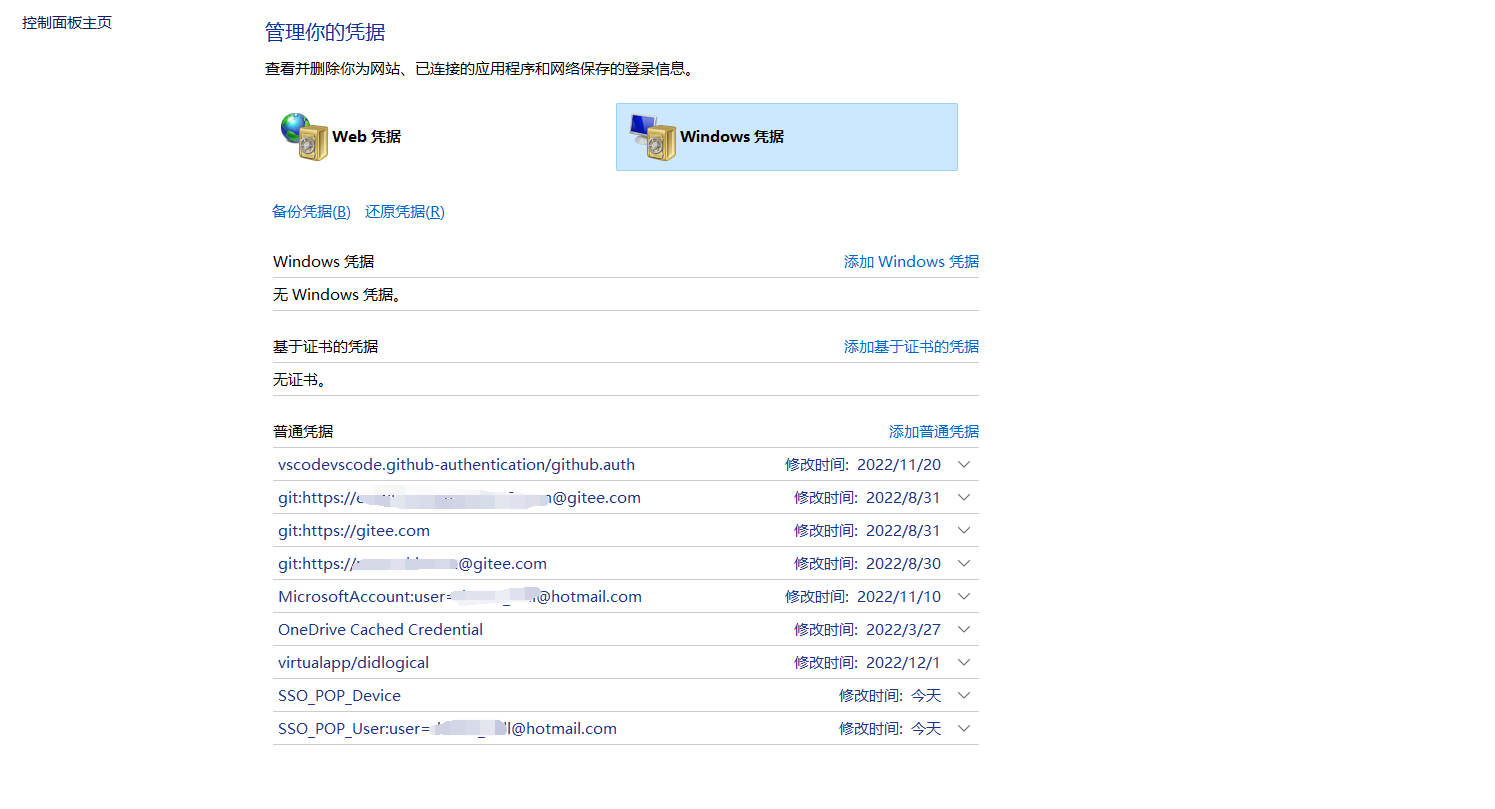 控制面板主页
管理你的凭据
查看并删除你为网站、已连接的应用程序和网络保存的登录信息。
Web 凭据
Windows 凭据
备份凭据(B) 还原凭据(R)
Windows 凭据 添加 Windows 凭据
无 Windows 凭据。
基于证书的凭据 添加基于证书的凭据
无证书。
普通凭据 添加普通凭据
vscodevscode.github-authentication/github.auth 修改时间: 2022/11/20
git:https:// @gitee.com 修改时间: 2022/8/31
git:https://gitee.com 修改时间: 2022/8/31
git:https:// @gitee.com 修改时间: 2022/8/30
MicrosoftAccount:user= @hotmail.com 修改时间: 2022/11/10
OneDrive Cached Credential 修改时间: 2022/3/27
virtualapp/didlogical 修改时间: 2022/12/1
SSO_POP_Device 修改时间: 今天
SSO_POP_User:user= @hotmail.com 修改时间: 今天